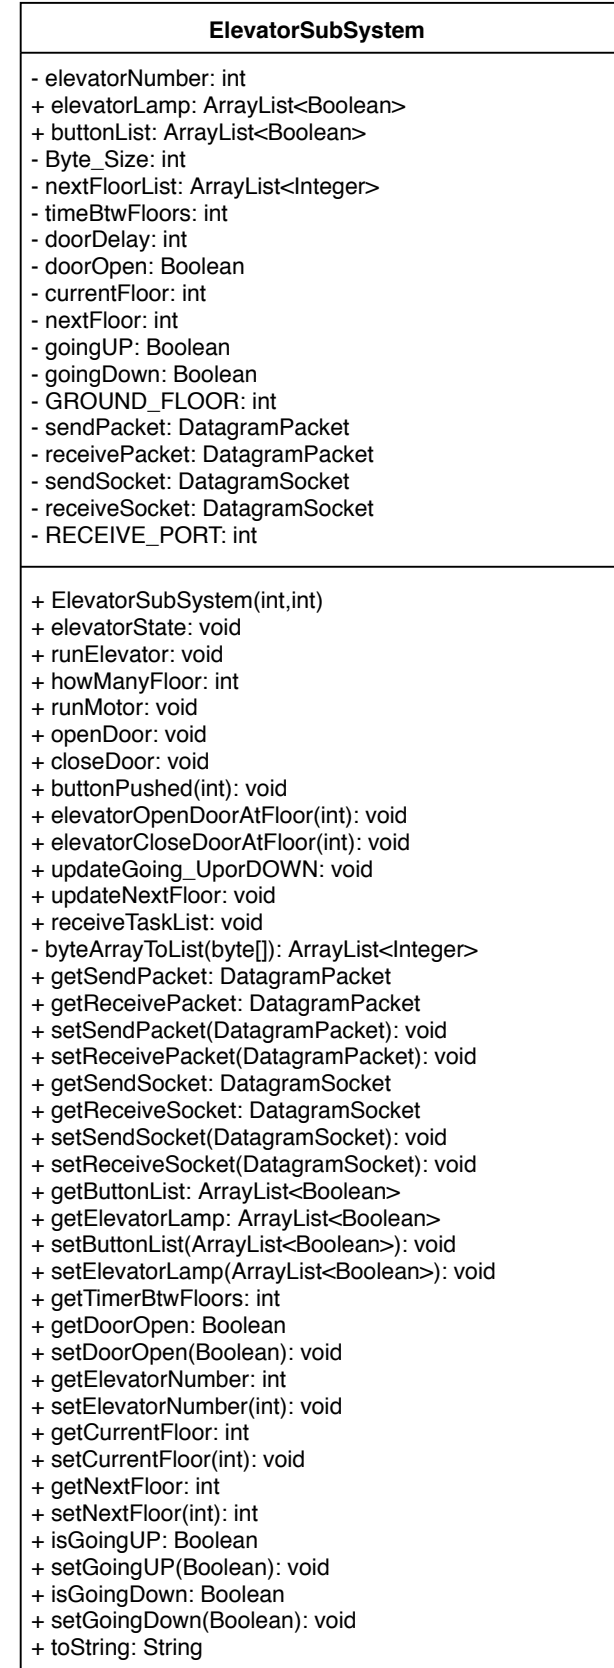 ElevatorSubSystem
- elevatorNumber: int
+ elevatorLamp: ArrayList<Boolean>
+ buttonList: ArrayList<Boolean>
- Byte_Size: int
- nextFloorList: ArrayList<Integer>
- timeBtwFloors: int
- doorDelay: int
- doorOpen: Boolean
- currentFloor: int
- nextFloor: int
- goingUP: Boolean
- goingDown: Boolean
- GROUND_FLOOR: int
- sendPacket: DatagramPacket
- receivePacket: DatagramPacket
- sendSocket: DatagramSocket
- receiveSocket: DatagramSocket
- RECEIVE_PORT: int
+ ElevatorSubSystem(int,int)
+ elevatorState: void
+ runElevator: void
+ howManyFloor: int
+ runMotor: void
+ openDoor: void
+ closeDoor: void
+ buttonPushed(int): void
+ elevatorOpenDoorAtFloor(int): void
+ elevatorCloseDoorAtFloor(int): void
+ updateGoing_UporDOWN: void
+ updateNextFloor: void
+ receiveTaskList: void
- byteArrayToList(byte[]): ArrayList<Integer>
+ getSendPacket: DatagramPacket
+ getReceivePacket: DatagramPacket
+ setSendPacket(DatagramPacket): void
+ setReceivePacket(DatagramPacket): void
+ getSendSocket: DatagramSocket
+ getReceiveSocket: DatagramSocket
+ setSendSocket(DatagramSocket): void
+ setReceiveSocket(DatagramSocket): void
+ getButtonList: ArrayList<Boolean>
+ getElevatorLamp: ArrayList<Boolean>
+ setButtonList(ArrayList<Boolean>): void
+ setElevatorLamp(ArrayList<Boolean>): void
+ getTimerBtwFloors: int
+ getDoorOpen: Boolean
+ setDoorOpen(Boolean): void
+ getElevatorNumber: int
+ setElevatorNumber(int): void
+ getCurrentFloor: int
+ setCurrentFloor(int): void
+ getNextFloor: int
+ setNextFloor(int): int
+ isGoingUP: Boolean
+ setGoingUP(Boolean): void
+ isGoingDown: Boolean
+ setGoingDown(Boolean): void
+ toString: String